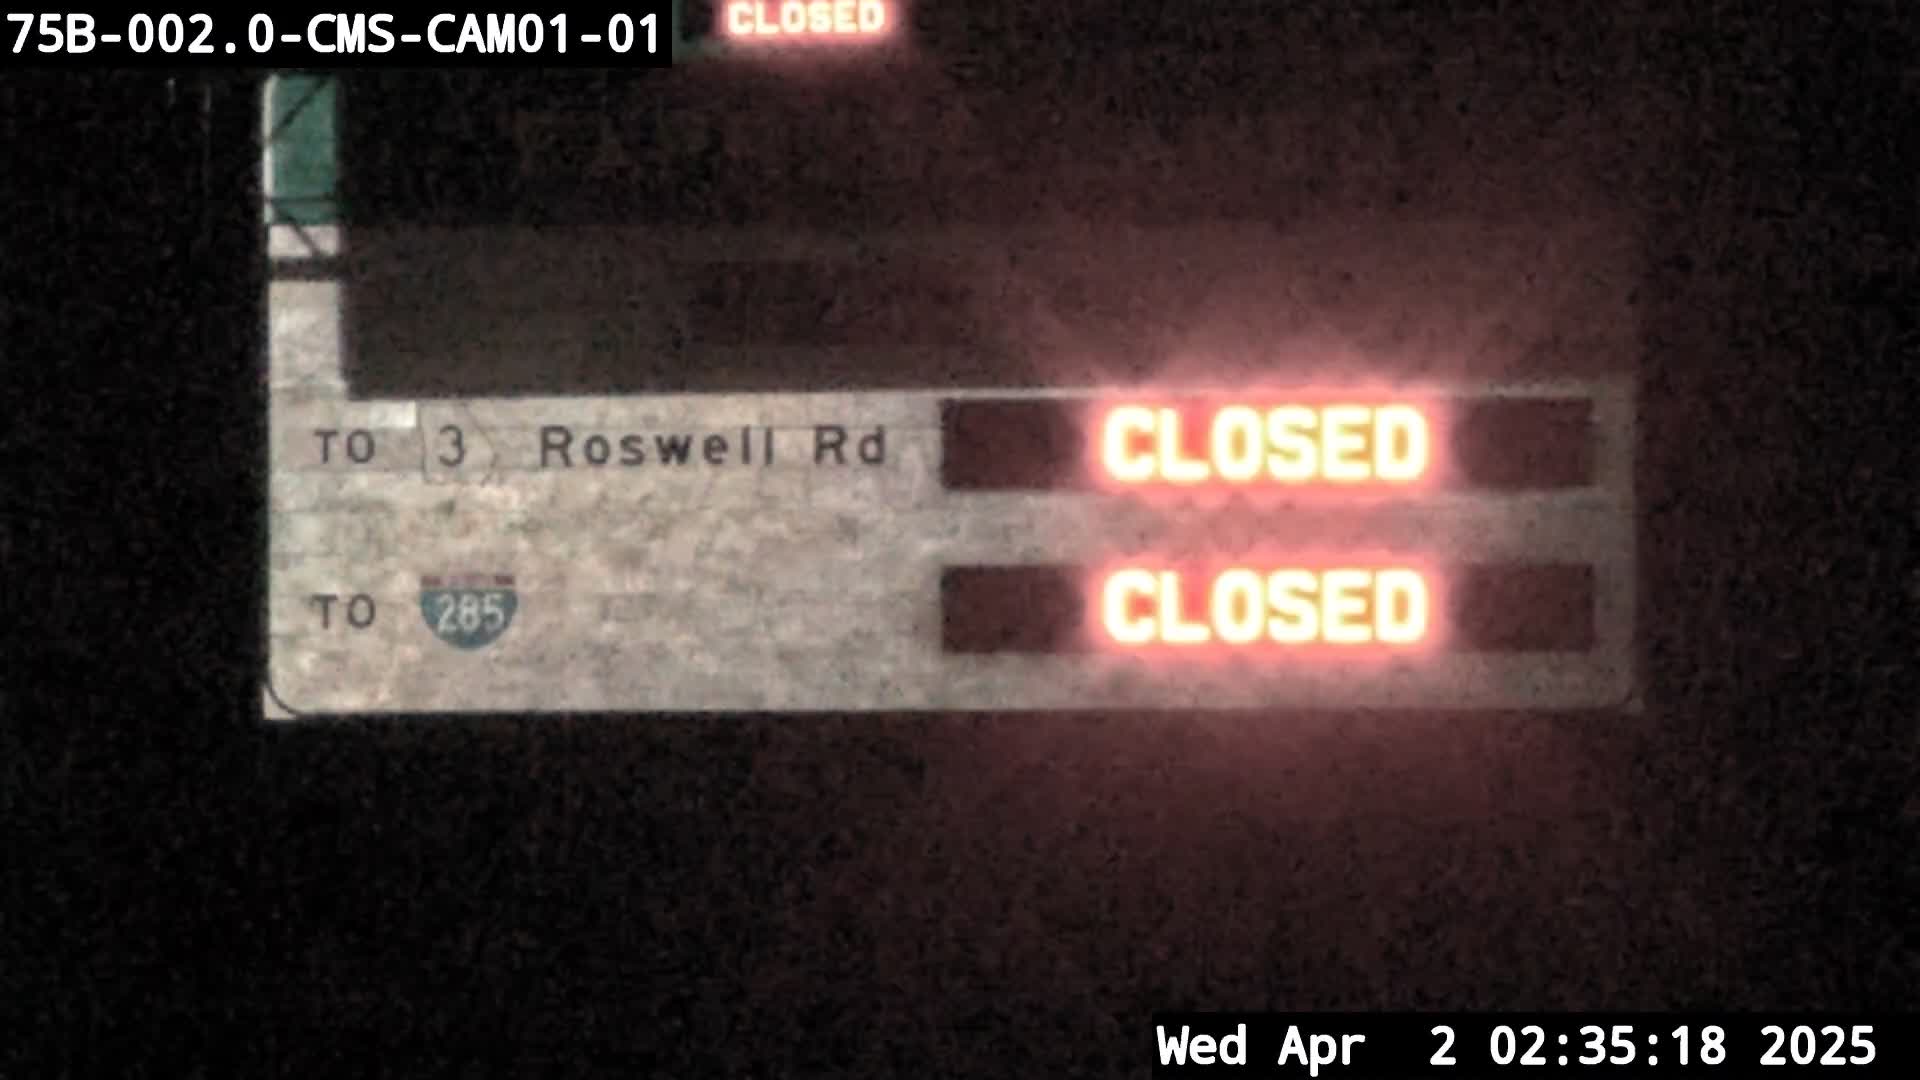 75B-002.0-CMS-CAM01-01
CLOSED
TO 3 Roswell Rd CLOSED
TO 285 CLOSED
Wed Apr 2 02:35:18 2025